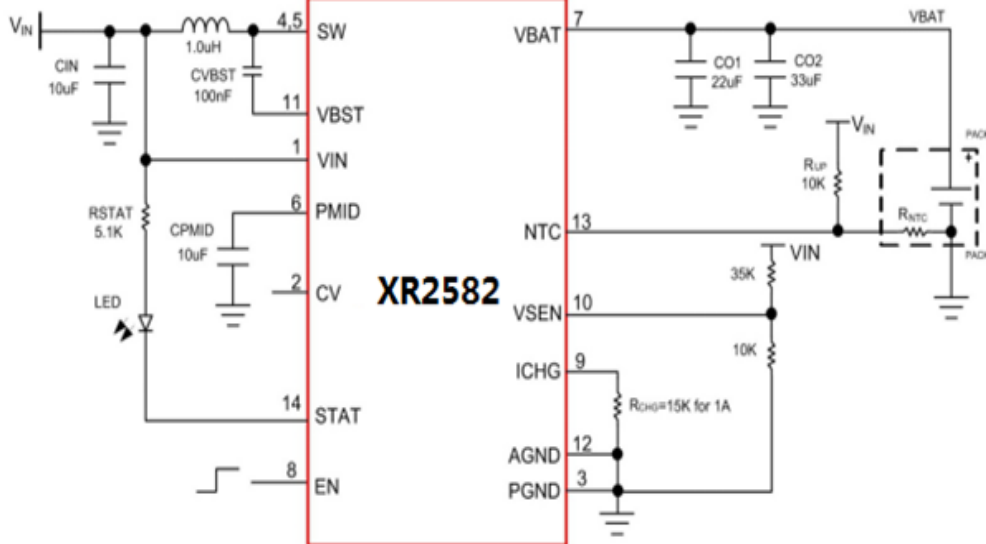 VIN
CIN
10uF
1.0uH
CVBST
100nF
4,5
SW
11
VBST
1
VIN
RSTAT
5.1K
CPMID
10uF
6
PMID
2
CV
LED
14
STAT
8
EN
XR2582
7
VBAT
VBAT
CO1
22uF
CO2
33uF
VIN
RUP
10K
PACK
+
13
NTC
RNTC
PACK
VIN
35K
10
VSEN
10K
9
ICHG
RCHG=15K for 1A
12
AGND
3
PGND